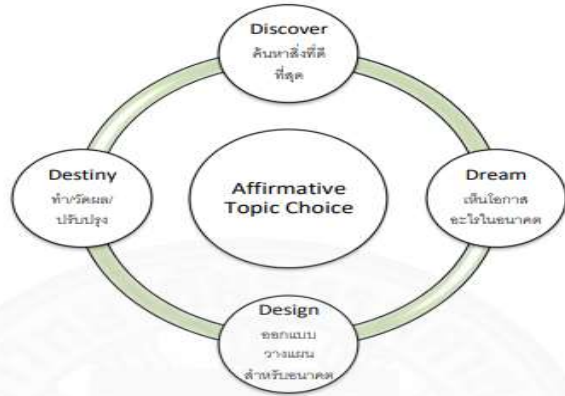 Discover
ค้นหาสิ่งที่ดี
ที่สุด
Destiny
ทำ/วัดผล/
ปรับปรุง
Affirmative
Topic Choice
Dream
เห็นโอกาส
อะไรในอนาคต
Design
ออกแบบ
วางแผน
สำหรับอนาคต